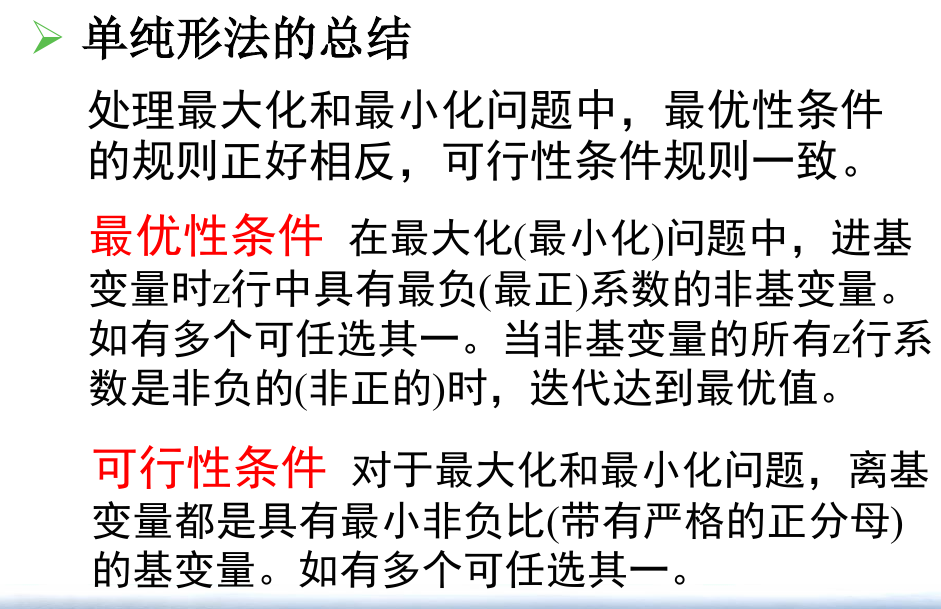 单纯形法的总结
处理最大化和最小化问题中，最优性条件
的规则正好相反，可行性条件规则一致。
最优性条件 在最大化(最小化)问题中，进基
变量时z行中具有最负(最正)系数的非基变量。
如有多个可任选其一。当非基变量的所有z行系
数是非负的(非正的)时，迭代达到最优值。
可行性条件 对于最大化和最小化问题，离基
变量都是具有最小非负比(带有严格的正分母)
的基变量。如有多个可任选其一。